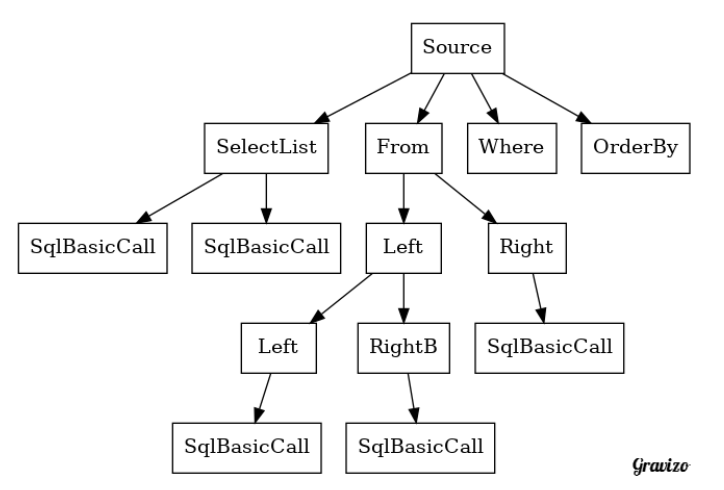 Source
SelectList
From
Where
OrderBy
SqlBasicCall
SqlBasicCall
Left
Right
Left
RightB
SqlBasicCall
SqlBasicCall
SqlBasicCall
Gravizo